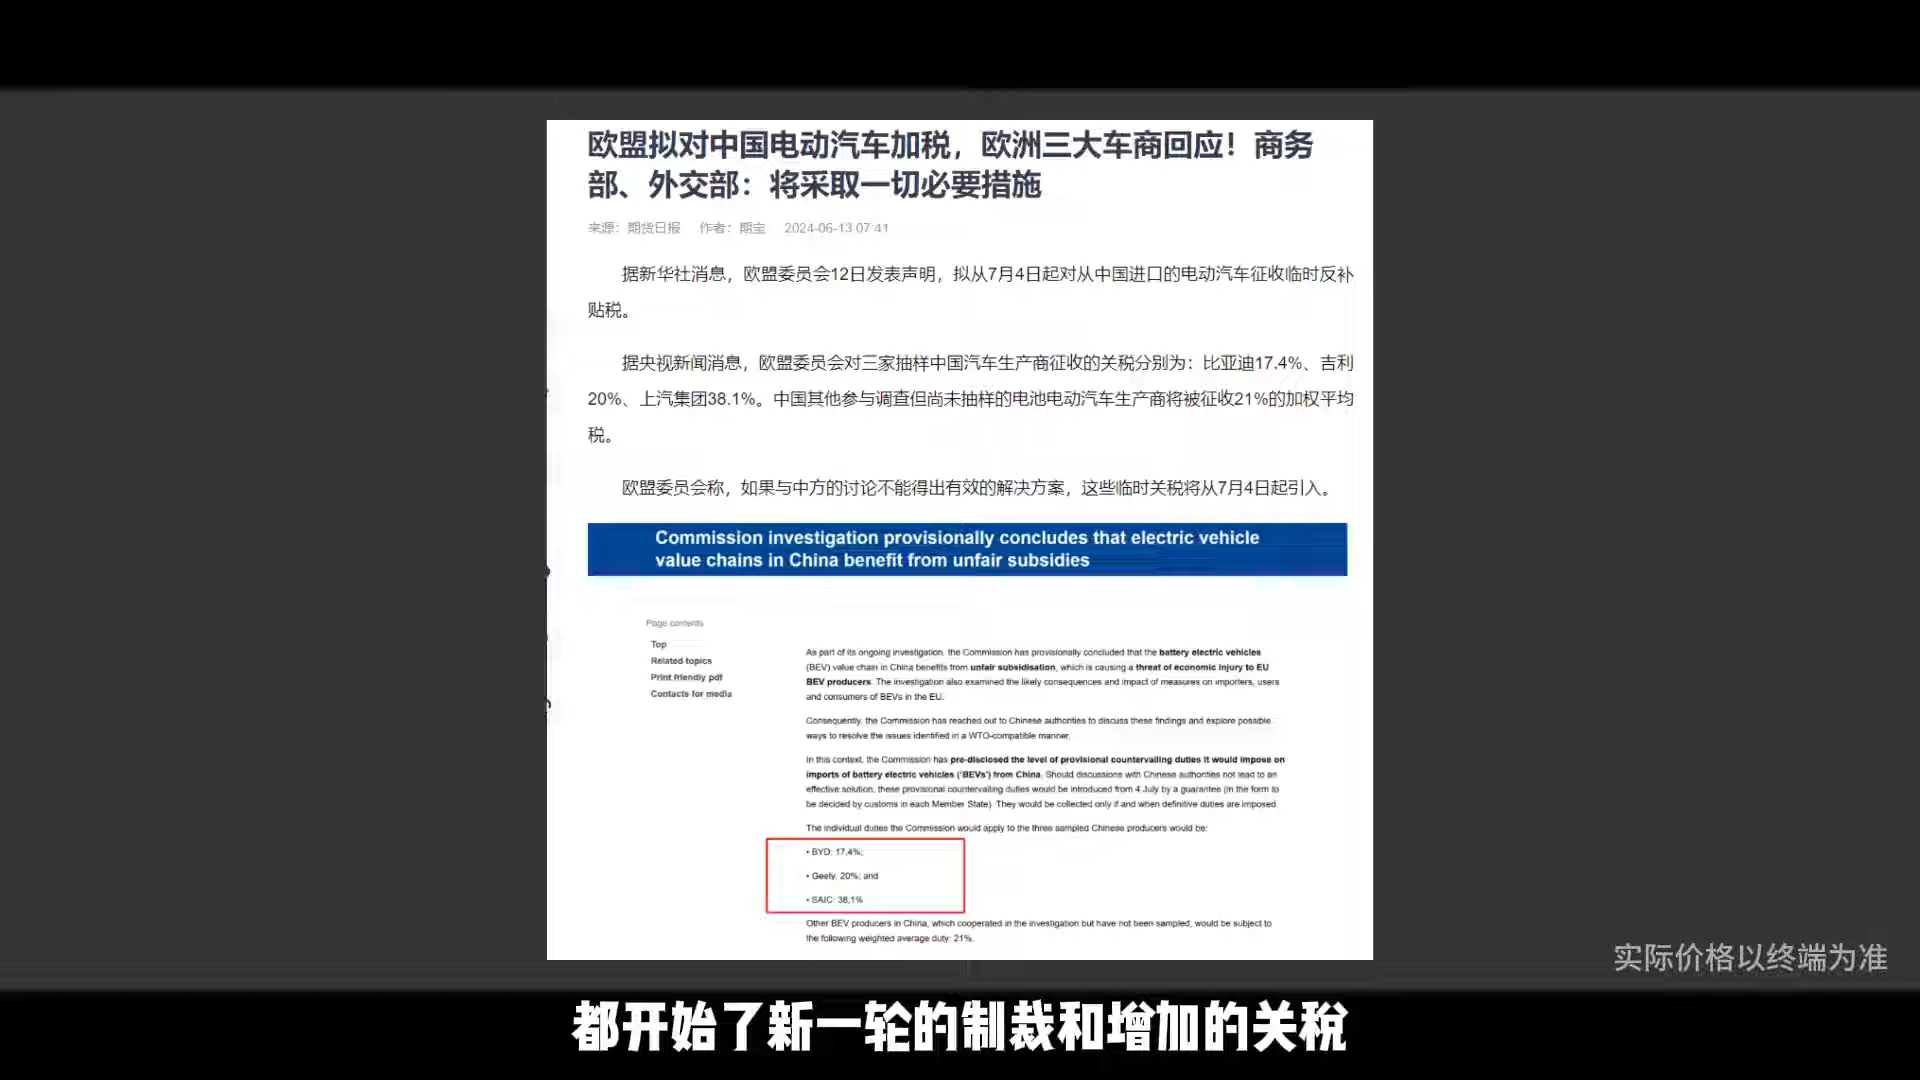 欧盟拟对中国电动汽车加税，欧洲三大车商回应！商务
部、外交部：将采取一切必要措施
来源：期货日报 作者：期宝 2024-06-13 07:41
据新华社消息，欧盟委员会12日发表声明，拟从7月4日起对从中国进口的电动汽车征收临时反补
贴税。
据央视新闻消息，欧盟委员会对三家抽样中国汽车生产商征收的关税分别为：比亚迪17.4%、吉利
20%、上汽集团38.1%。中国其他参与调查但尚未抽样的电池电动汽车生产商将被征收21%的加权平均
税。
欧盟委员会称，如果与中方的讨论不能得出有效的解决方案，这些临时关税将从7月4日起引入。
Commission investigation provisionally concludes that electric vehicle
value chains in China benefit from unfair subsidies
Page contents
Top
Related topics
Print friendly pdf
Contacts for media
As part of its ongoing investigation, the Commission has provisionally concluded that the battery electric vehicles
(BEV) value chain in China benefits from unfair subsidisation, which is causing a threat of economic injury to EU
BEV producers. The investigation also examined the likely consequences and impact of measures on importers, users
and consumers of BEVs in the EU.
Consequently, the Commission has reached out to Chinese authorities to discuss these findings and explore possible
ways to resolve the issues identified in a WTO-compatible manner.
In this context, the Commission has pre-disclosed the level of provisional countervailing duties it would impose on
imports of battery electric vehicles ('BEVs') from China. Should discussions with Chinese authorities not lead to an
effective solution, these provisional countervailing duties would be introduced from 4 July by a guarantee (in the form to
be decided by customs in each Member State). They would be collected only if and when definitive duties are imposed.
The individual duties the Commission would apply to the three sampled Chinese producers would be:
• BYD: 17,4%;
• Geely: 20%; and
• SAIC: 38,1%
Other BEV producers in China, which cooperated in the investigation but have not been sampled, would be subject to
the following weighted average duty: 21%.
实际价格以终端为准
都开始了新一轮的制裁和增加的关税